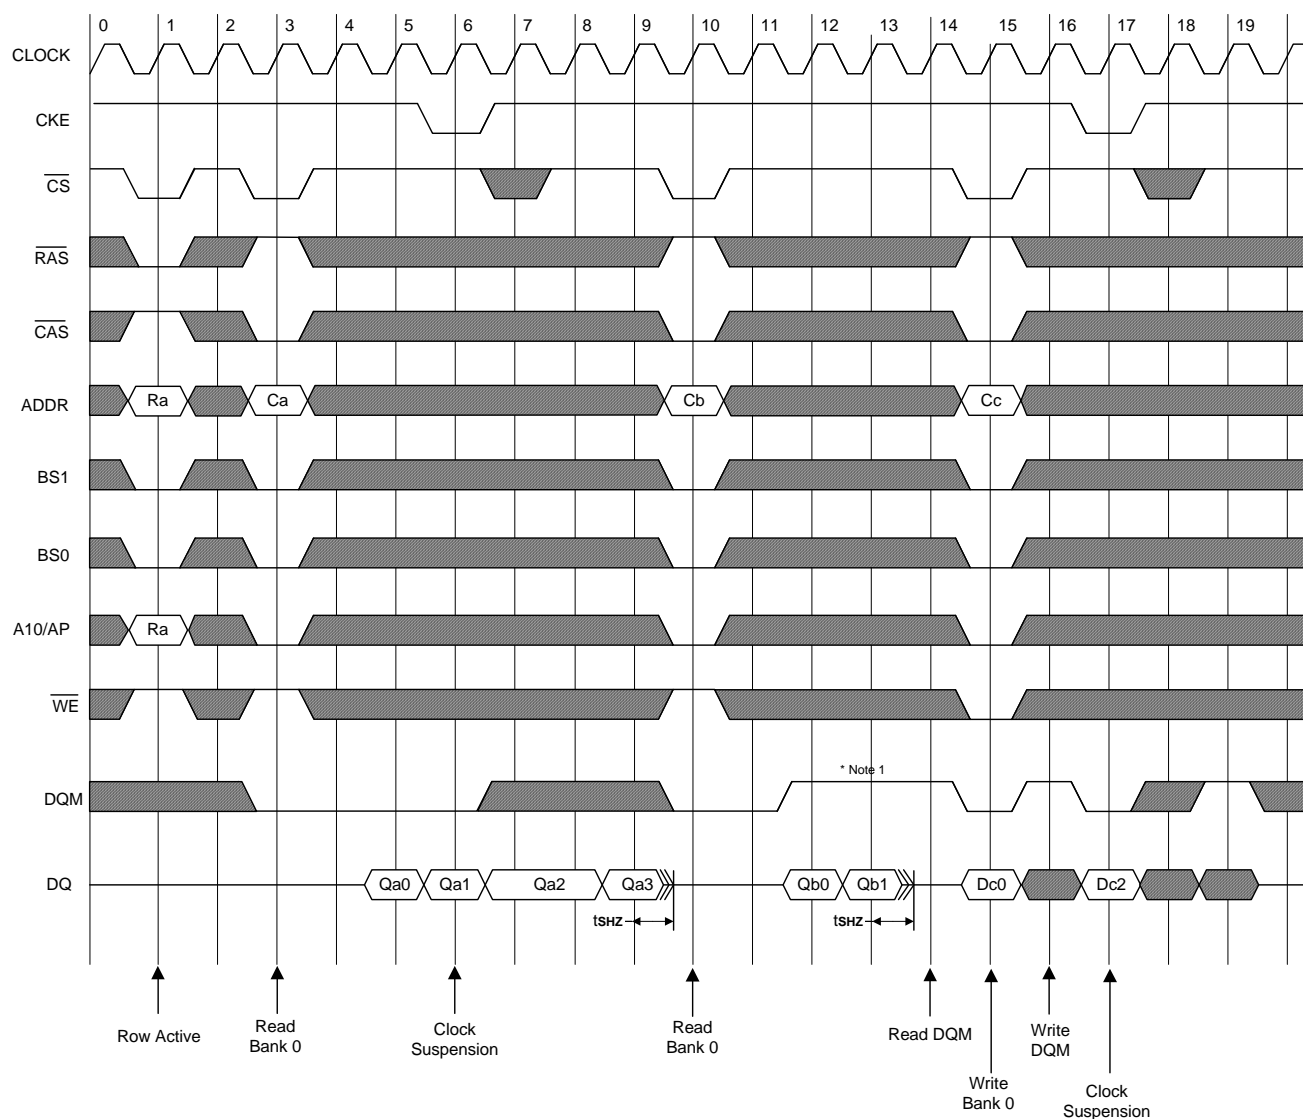 0 1 2 3 4 5 6 7 8 9 10 11 12 13 14 15 16 17 18 19
CLOCK
CKE
CS
RAS
CAS
ADDR Ra Ca Cb Cc
BS1
BS0
A10/AP Ra
WE
* Note 1
DQM
DQ Qa0 Qa1 Qa2 Qa3 Qb0 Qb1 Dc0 Dc2
tSHZ tSHZ
Row Active
Read
Bank 0
Clock
Suspension
Read
Bank 0
Read DQM
Write
Bank 0
Write
DQM
Clock
Suspension